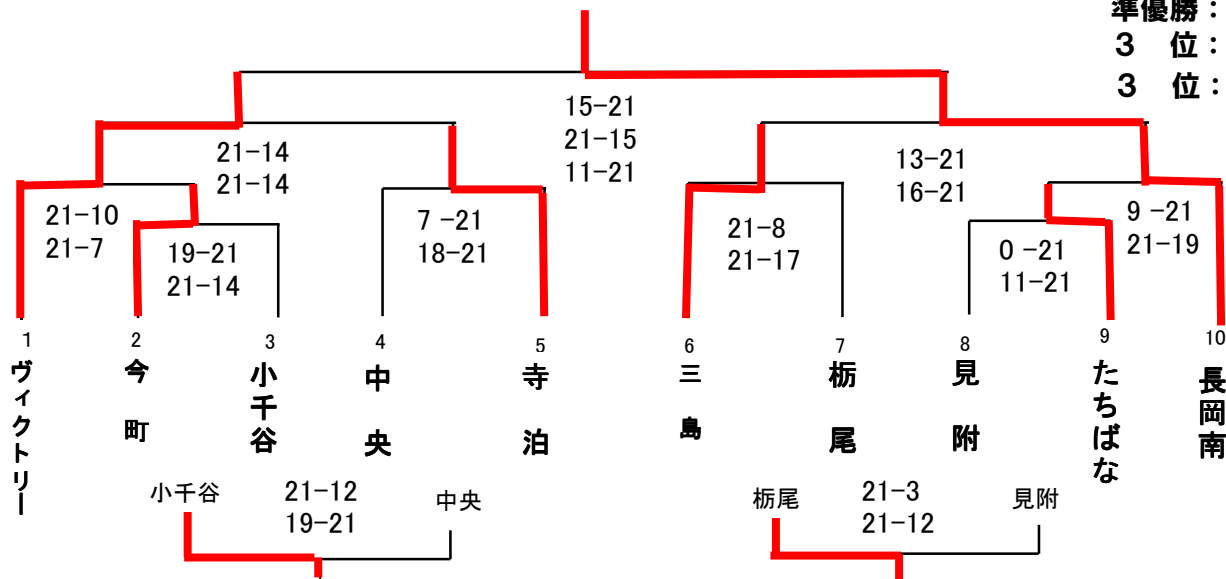 準優勝：
３　位：
３　位：
15-21
21-15
11-21
21-14
21-14
13-21
16-21
21-10
21-7
19-21
21-14
7 -21
18-21
21-8
21-17
0 -21
11-21
9 -21
21-19
1
2
3
4
5
6
7
8
9
10
ヴィクトリー
今町
小千谷
中央
寺泊
三島
栃尾
見附
たちばな
長岡南
小千谷
21-12
19-21
中央
栃尾
21-3
21-12
見附